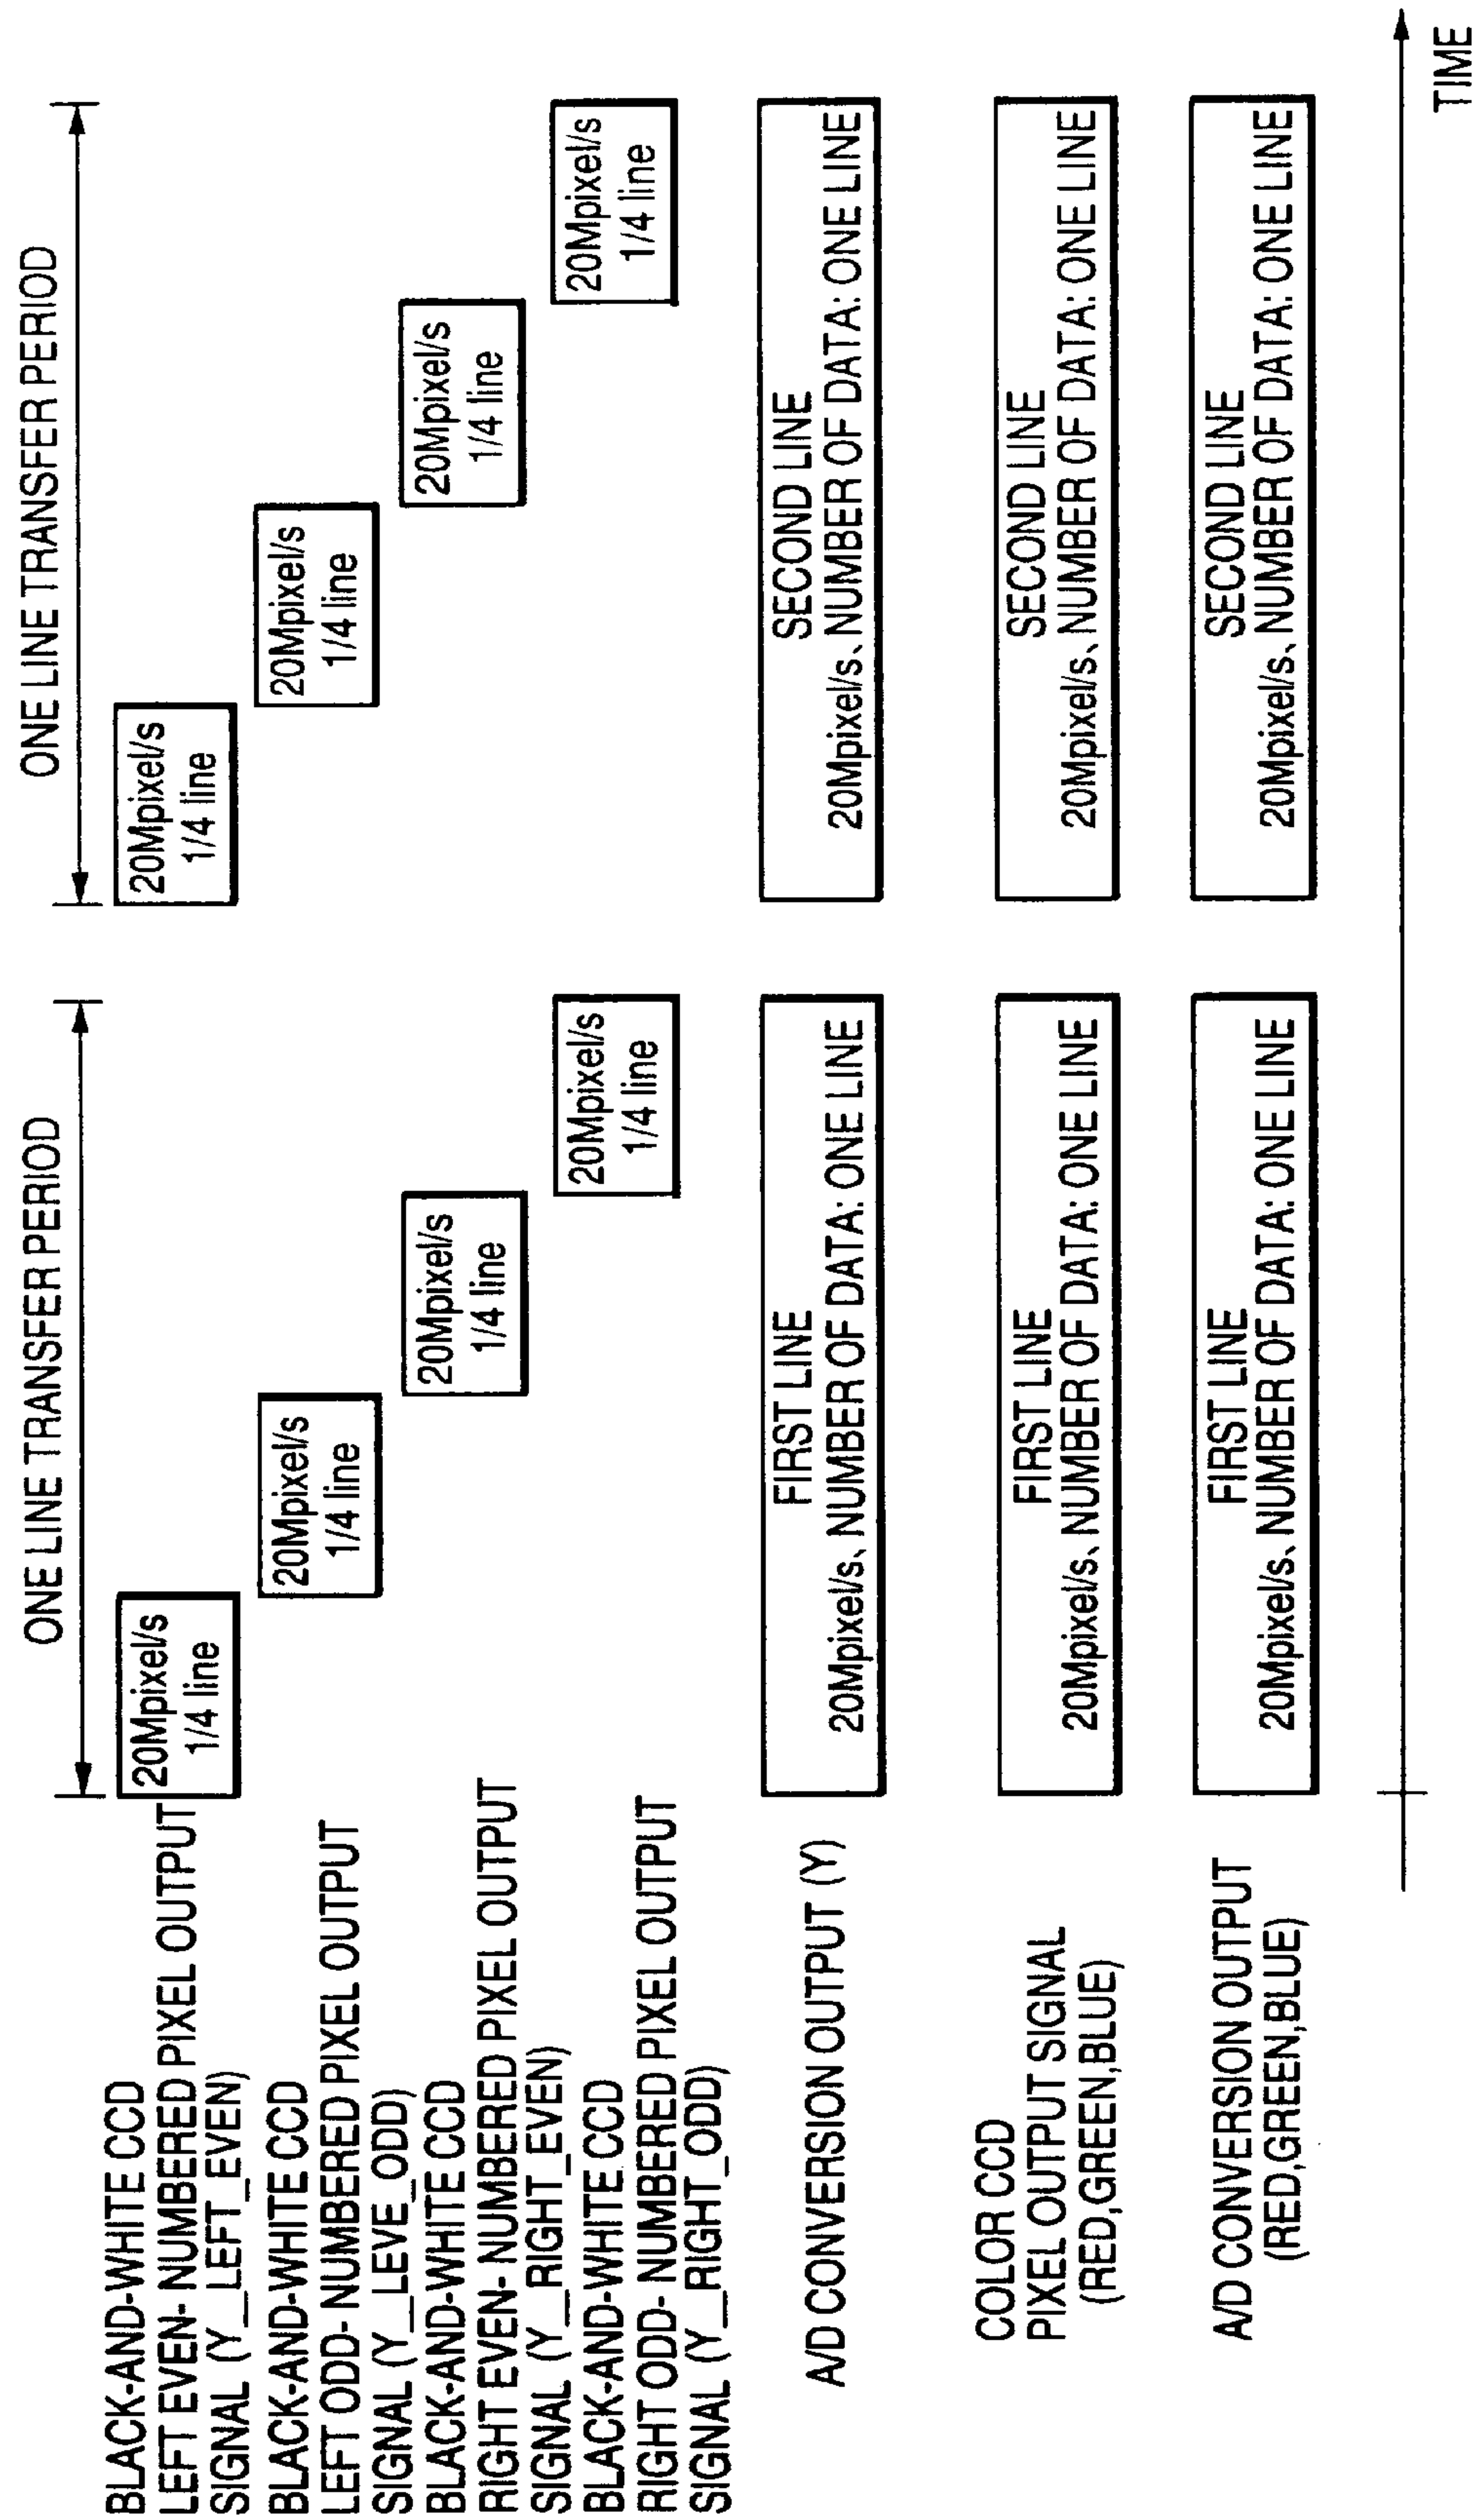 ONE LINE TRANSFER PERIOD
ONE LINE TRANSFER PERIOD
BLACK-AND-WHITE CCD
LEFT EVEN- NUMBERED PIXEL OUTPUT
SIGNAL (Y_LEFT_EVEN)
20Mpixel/s
1/4 line
20Mpixel/s
1/4 line
BLACK-AND-WHITE CCD
LEFT ODD- NUMBERED PIXEL OUTPUT
SIGNAL (Y_LEVE_ODD)
20Mpixel/s
1/4 line
20Mpixel/s
1/4 line
BLACK-AND-WHITE CCD
RIGHT EVEN- NUMBERED PIXEL OUTPUT
SIGNAL (Y_RIGHT_EVEN)
20Mpixel/s
1/4 line
20Mpixel/s
1/4 line
BLACK-AND-WHITE CCD
RIGHT ODD- NUMBERED PIXEL OUTPUT
SIGNAL (Y_RIGHT_ODD)
20Mpixel/s
1/4 line
20Mpixel/s
1/4 line
A/D CONVERSION OUTPUT (Y)
FIRST LINE
20Mpixel/s、NUMBER OF DATA: ONE LINE
SECOND LINE
20Mpixel/s、NUMBER OF DATA: ONE LINE
COLOR CCD
PIXEL OUTPUT SIGNAL
(RED,GREEN,BLUE)
FIRST LINE
20Mpixel/s、NUMBER OF DATA: ONE LINE
SECOND LINE
20Mpixel/s、NUMBER OF DATA: ONE LINE
A/D CONVERSION OUTPUT
(RED,GREEN,BLUE)
FIRST LINE
20Mpixel/s、NUMBER OF DATA: ONE LINE
SECOND LINE
20Mpixel/s、NUMBER OF DATA: ONE LINE
TIME